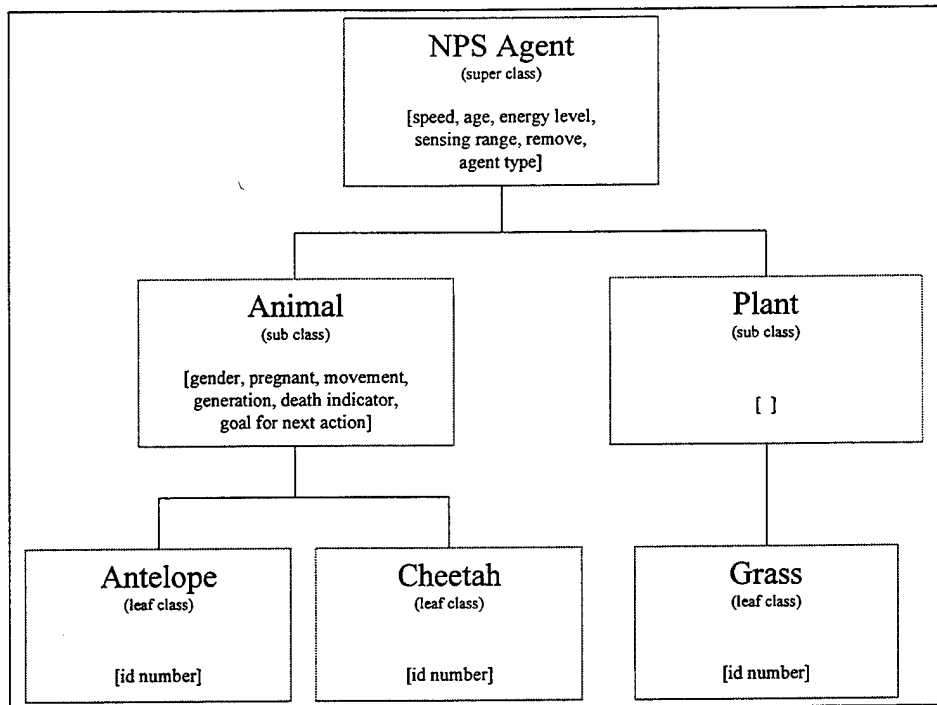 NPS Agent
(super class)
[speed, age, energy level,
sensing range, remove,
agent type]
Animal
(sub class)
[gender, pregnant, movement,
generation, death indicator,
goal for next action]
Plant
(sub class)
[ ]
Antelope
(leaf class)
[id number]
Cheetah
(leaf class)
[id number]
Grass
(leaf class)
[id number]